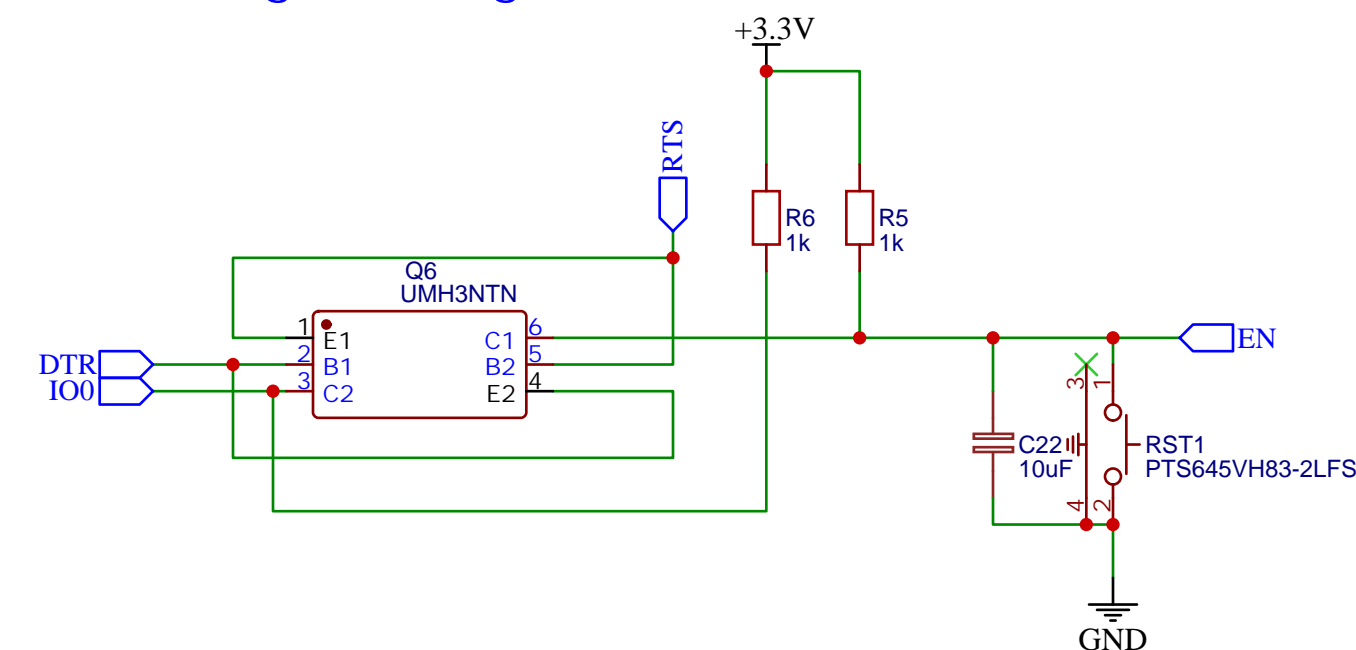 +3.3V
RTS
R6
1k
R5
1k
Q6
UMH3NTN
1
E1
2
B1
3
C2
C1
6
B2
5
E2
4
DTR
IO0
EN
3
1
C22
10uF
RST1
PTS645VH83-2LFS
4
2
GND